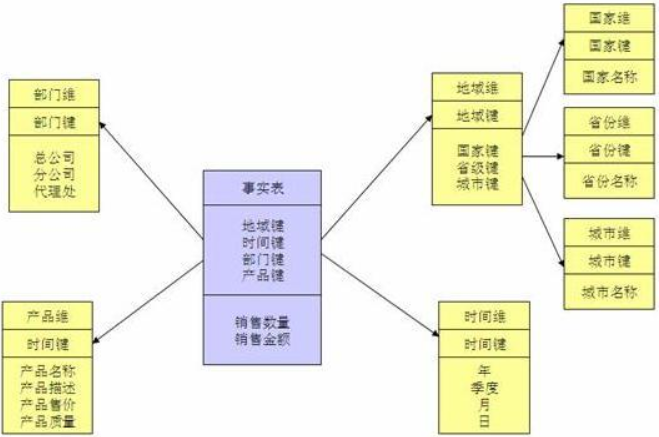 国家维
国家键
国家名称
部门维
部门键
总公司
分公司
代理处
地域维
地域键
国家键
省级键
城市键
省份维
省份键
省份名称
事实表
地域键
时间键
部门键
产品键
销售数量
销售金额
城市维
城市键
城市名称
产品维
时间键
产品名称
产品描述
产品售价
产品质量
时间维
时间键
年
季度
月
日